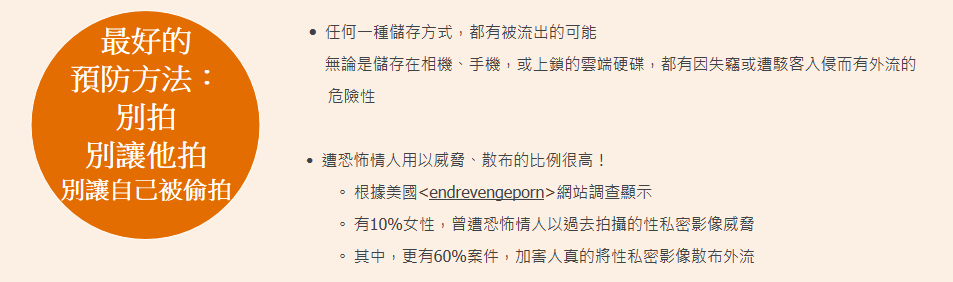 最好的
預防方法：
別拍
別讓他拍
別讓自己被偷拍
• 任何一種儲存方式，都有被流出的可能
無論是儲存在相機、手機，或上鎖的雲端硬碟，都有因失竊或遭駭客入侵而有外流的
危險性
• 遭恐怖情人用以威脅、散布的比例很高！
◦ 根據美國<endrevengeporn>網站調查顯示
◦ 有10%女性，曾遭恐怖情人以過去拍攝的性私密影像威脅
◦ 其中，更有60%案件，加害人真的將性私密影像散布外流